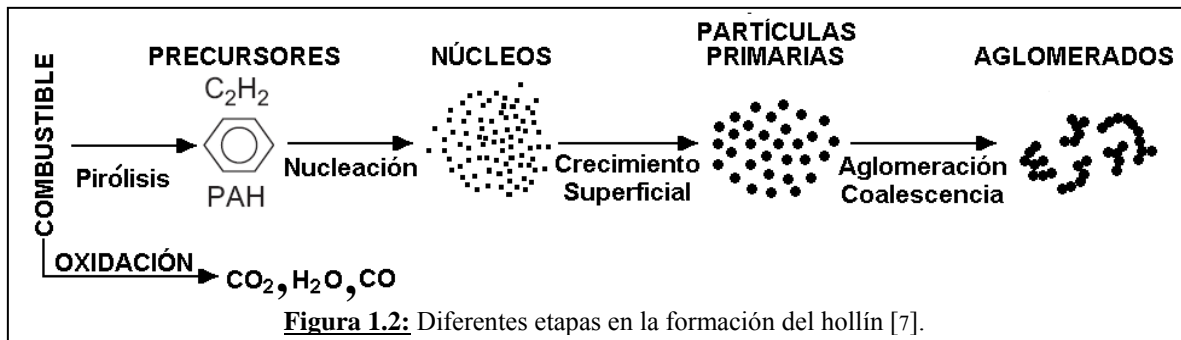 COMBUSTIBLE
PRECURSORES
C₂H₂
PAH
Pirólisis
Nucleación
NÚCLEOS
Crecimiento
Superficial
PARTÍCULAS
PRIMARIAS
Aglomeración
Coalescencia
AGLOMERADOS
OXIDACIÓN
CO₂,H₂O,CO
Figura 1.2: Diferentes etapas en la formación del hollín [7].